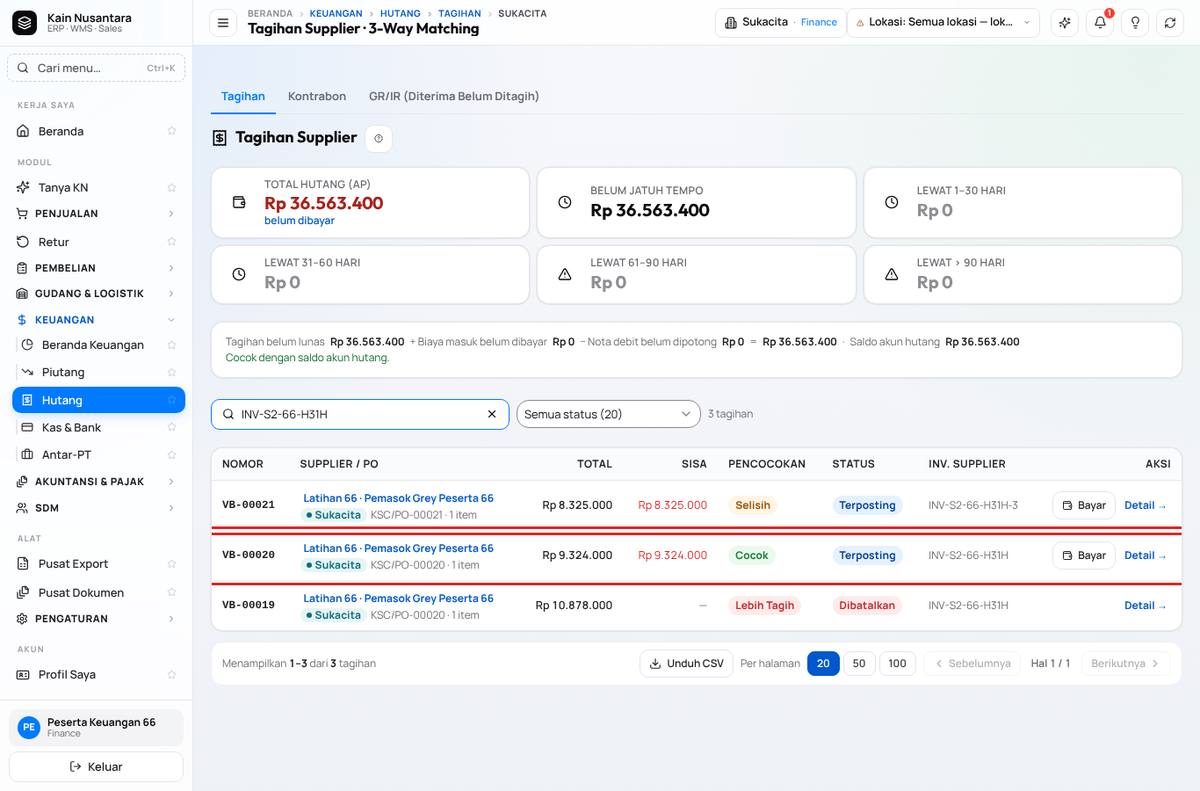 Kain Nusantara
ERP · WMS · Sales
Cari menu... Ctrl+K
KERJA SAYA
Beranda
MODUL
Tanya KN
PENJUALAN
Retur
PEMBELIAN
GUDANG & LOGISTIK
KEUANGAN
Beranda Keuangan
Piutang
Hutang
Kas & Bank
Antar-PT
AKUNTANSI & PAJAK
SDM
ALAT
Pusat Export
Pusat Dokumen
PENGATURAN
AKUN
Profil Saya
PE Peserta Keuangan 66
Finance
Keluar
BERANDA › KEUANGAN › HUTANG › TAGIHAN › SUKACITA
Tagihan Supplier · 3-Way Matching
Sukacita · Finance
Lokasi: Semua lokasi — lok...
1
Tagihan Kontrabon GR/IR (Diterima Belum Ditagih)
Tagihan Supplier
TOTAL HUTANG (AP)
Rp 36.563.400
belum dibayar
BELUM JATUH TEMPO
Rp 36.563.400
LEWAT 1–30 HARI
Rp 0
LEWAT 31–60 HARI
Rp 0
LEWAT 61–90 HARI
Rp 0
LEWAT > 90 HARI
Rp 0
Tagihan belum lunas Rp 36.563.400 + Biaya masuk belum dibayar Rp 0 − Nota debit belum dipotong Rp 0 = Rp 36.563.400 · Saldo akun hutang Rp 36.563.400
Cocok dengan saldo akun hutang.
INV-S2-66-H31H Semua status (20) 3 tagihan
NOMOR SUPPLIER / PO TOTAL SISA PENCOCOKAN STATUS INV. SUPPLIER AKSI
VB-00021 Latihan 66 · Pemasok Grey Peserta 66 Rp 8.325.000 Rp 8.325.000 Selisih Terposting INV-S2-66-H1H-3 Bayar Detail →
Sukacita KSC/PO-00021 · 1 item
VB-00020 Latihan 66 · Pemasok Grey Peserta 66 Rp 9.324.000 Rp 9.324.000 Cocok Terposting INV-S2-66-H31H Bayar Detail →
Sukacita KSC/PO-00020 · 1 item
VB-00019 Latihan 66 · Pemasok Grey Peserta 66 Rp 10.878.000 — Lebih Tagih Dibatalkan INV-S2-66-H31H Detail →
Sukacita KSC/PO-00020 · 1 item
Menampilkan 1–3 dari 3 tagihan Unduh CSV Per halaman 20 50 100 Sebelumnya Hal 1 / 1 Berikutnya